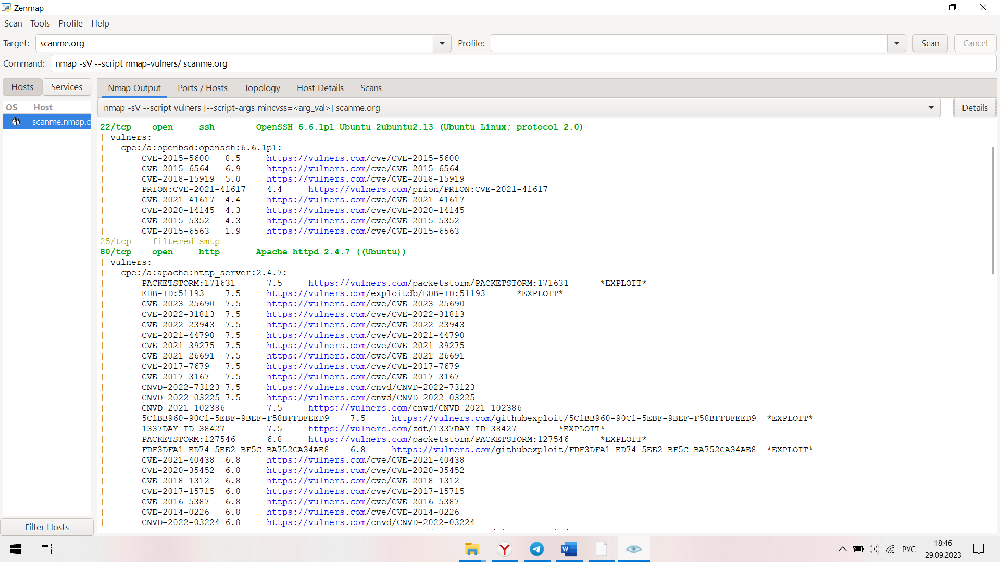 Zenmap
Scan Tools Profile Help
Target: scanme.org Profile: Scan Cancel
Command: nmap -sV --script nmap-vulners/ scanme.org
Hosts Services
Nmap Output Ports / Hosts Topology Host Details Scans
OS Host
scanme.nmap.o
nmap -sV --script vulners [--script-args mincvss=<arg_val>] scanme.org Details
22/tcp open ssh OpenSSH 6.6.1p1 Ubuntu 2ubuntu2.13 (Ubuntu Linux; protocol 2.0)
| vulners:
| cpe:/a:openbsd:openssh:6.6.1p1:
| CVE-2015-5600 8.5 https://vulners.com/cve/CVE-2015-5600
| CVE-2015-6564 6.9 https://vulners.com/cve/CVE-2015-6564
| CVE-2018-15919 5.0 https://vulners.com/cve/CVE-2018-15919
| PRION:CVE-2021-41617 4.4 https://vulners.com/prion/PRION:CVE-2021-41617
| CVE-2021-41617 4.4 https://vulners.com/cve/CVE-2021-41617
| CVE-2020-14145 4.3 https://vulners.com/cve/CVE-2020-14145
| CVE-2015-5352 4.3 https://vulners.com/cve/CVE-2015-5352
|_ CVE-2015-6563 1.9 https://vulners.com/cve/CVE-2015-6563
25/tcp filtered smtp
80/tcp open http Apache httpd 2.4.7 ((Ubuntu))
| vulners:
| cpe:/a:apache:http_server:2.4.7:
| PACKETSTORM:171631 7.5 https://vulners.com/packetstorm/PACKETSTORM:171631 *EXPLOIT*
| EDB-ID:51193 7.5 https://vulners.com/exploitdb/EDB-ID:51193 *EXPLOIT*
| CVE-2023-25690 7.5 https://vulners.com/cve/CVE-2023-25690
| CVE-2022-31813 7.5 https://vulners.com/cve/CVE-2022-31813
| CVE-2022-23943 7.5 https://vulners.com/cve/CVE-2022-23943
| CVE-2021-44790 7.5 https://vulners.com/cve/CVE-2021-44790
| CVE-2021-39275 7.5 https://vulners.com/cve/CVE-2021-39275
| CVE-2021-26691 7.5 https://vulners.com/cve/CVE-2021-26691
| CVE-2017-7679 7.5 https://vulners.com/cve/CVE-2017-7679
| CVE-2017-3167 7.5 https://vulners.com/cve/CVE-2017-3167
| CNVD-2022-73123 7.5 https://vulners.com/cnvd/CNVD-2022-73123
| CNVD-2022-03225 7.5 https://vulners.com/cnvd/CNVD-2022-03225
| CNVD-2021-102386 7.5 https://vulners.com/cnvd/CNVD-2021-102386
| 5C1BB960-90C1-5EBF-9BEF-F58BFFDFEED9 7.5 https://vulners.com/githubexploit/5C1BB960-90C1-5EBF-9BEF-F58BFFDFEED9 *EXPLOIT*
| 1337DAY-ID-38427 7.5 https://vulners.com/zdt/1337DAY-ID-38427 *EXPLOIT*
| PACKETSTORM:127546 6.8 https://vulners.com/packetstorm/PACKETSTORM:127546 *EXPLOIT*
| FDF3DFA1-ED74-5EE2-BF5C-BA752CA34AE8 6.8 https://vulners.com/githubexploit/FDF3DFA1-ED74-5EE2-BF5C-BA752CA34AE8 *EXPLOIT*
| CVE-2021-40438 6.8 https://vulners.com/cve/CVE-2021-40438
| CVE-2020-35452 6.8 https://vulners.com/cve/CVE-2020-35452
| CVE-2018-1312 6.8 https://vulners.com/cve/CVE-2018-1312
| CVE-2017-15715 6.8 https://vulners.com/cve/CVE-2017-15715
| CVE-2016-5387 6.8 https://vulners.com/cve/CVE-2016-5387
| CVE-2014-0226 6.8 https://vulners.com/cve/CVE-2014-0226
| CNVD-2022-03224 6.8 https://vulners.com/cnvd/CNVD-2022-03224
Filter Hosts
РУС
18:46
29.09.2023